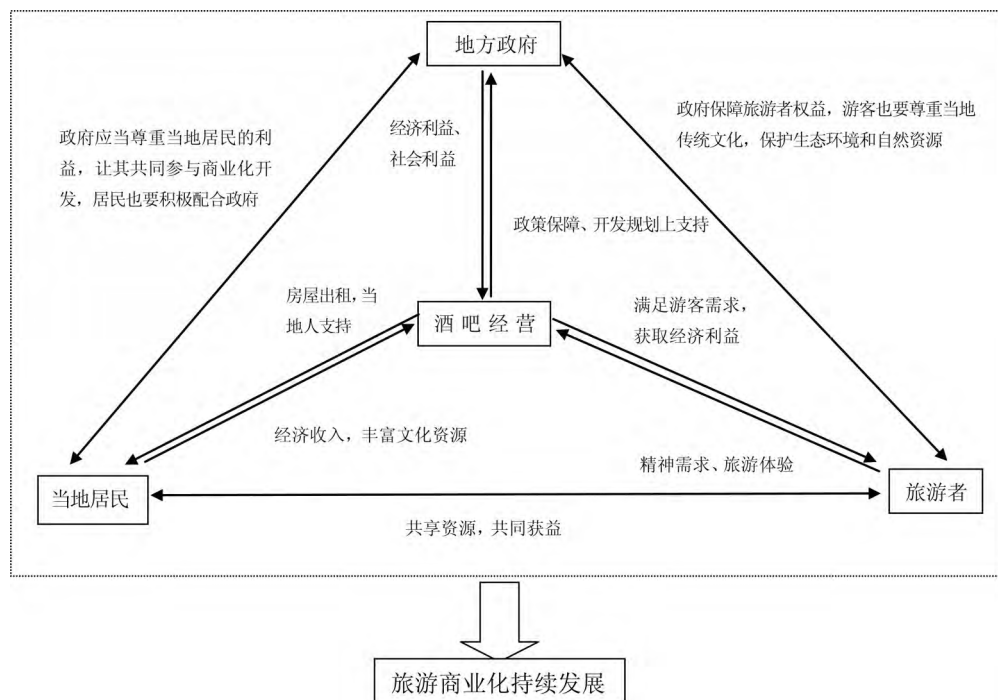 地方政府
政府保障旅游者权益，游客也要尊重当地
传统文化，保护生态环境和自然资源
经济利益、
社会利益
政府应当尊重当地居民的利
益，让其共同参与商业化开
发，居民也要积极配合政府
政策保障、开发规划上支持
房屋出租，当
地人支持
酒吧经营
满足游客需求，
获取经济利益
经济收入，丰富文化资源
精神需求、旅游体验
当地居民
旅游者
共享资源，共同获益
旅游商业化持续发展